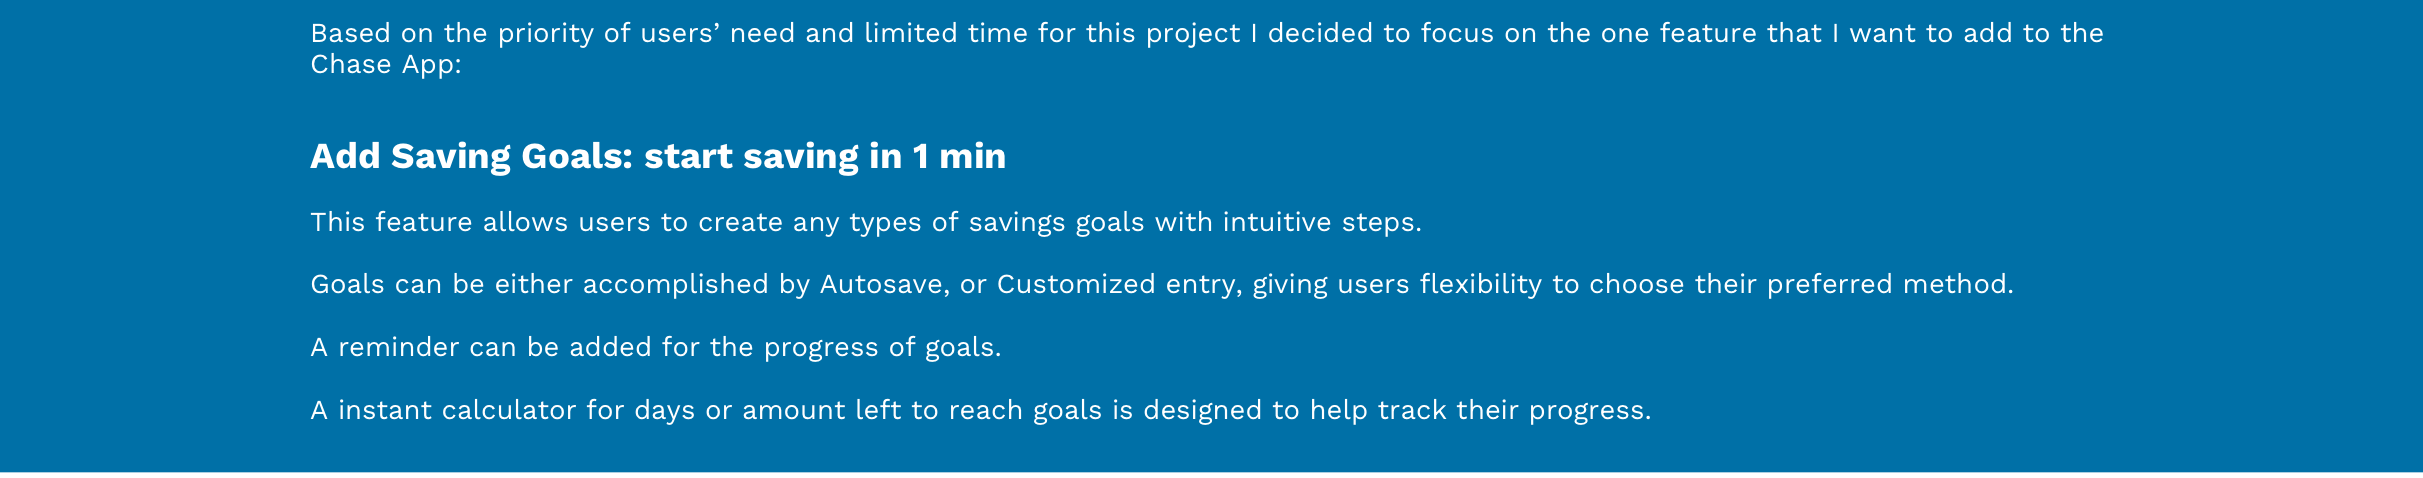 Based on the priority of users’ need and limited time for this project I decided to focus on the one feature that I want to add to the
Chase App:
Add Saving Goals: start saving in 1 min
This feature allows users to create any types of savings goals with intuitive steps.
Goals can be either accomplished by Autosave, or Customized entry, giving users flexibility to choose their preferred method.
A reminder can be added for the progress of goals.
A instant calculator for days or amount left to reach goals is designed to help track their progress.